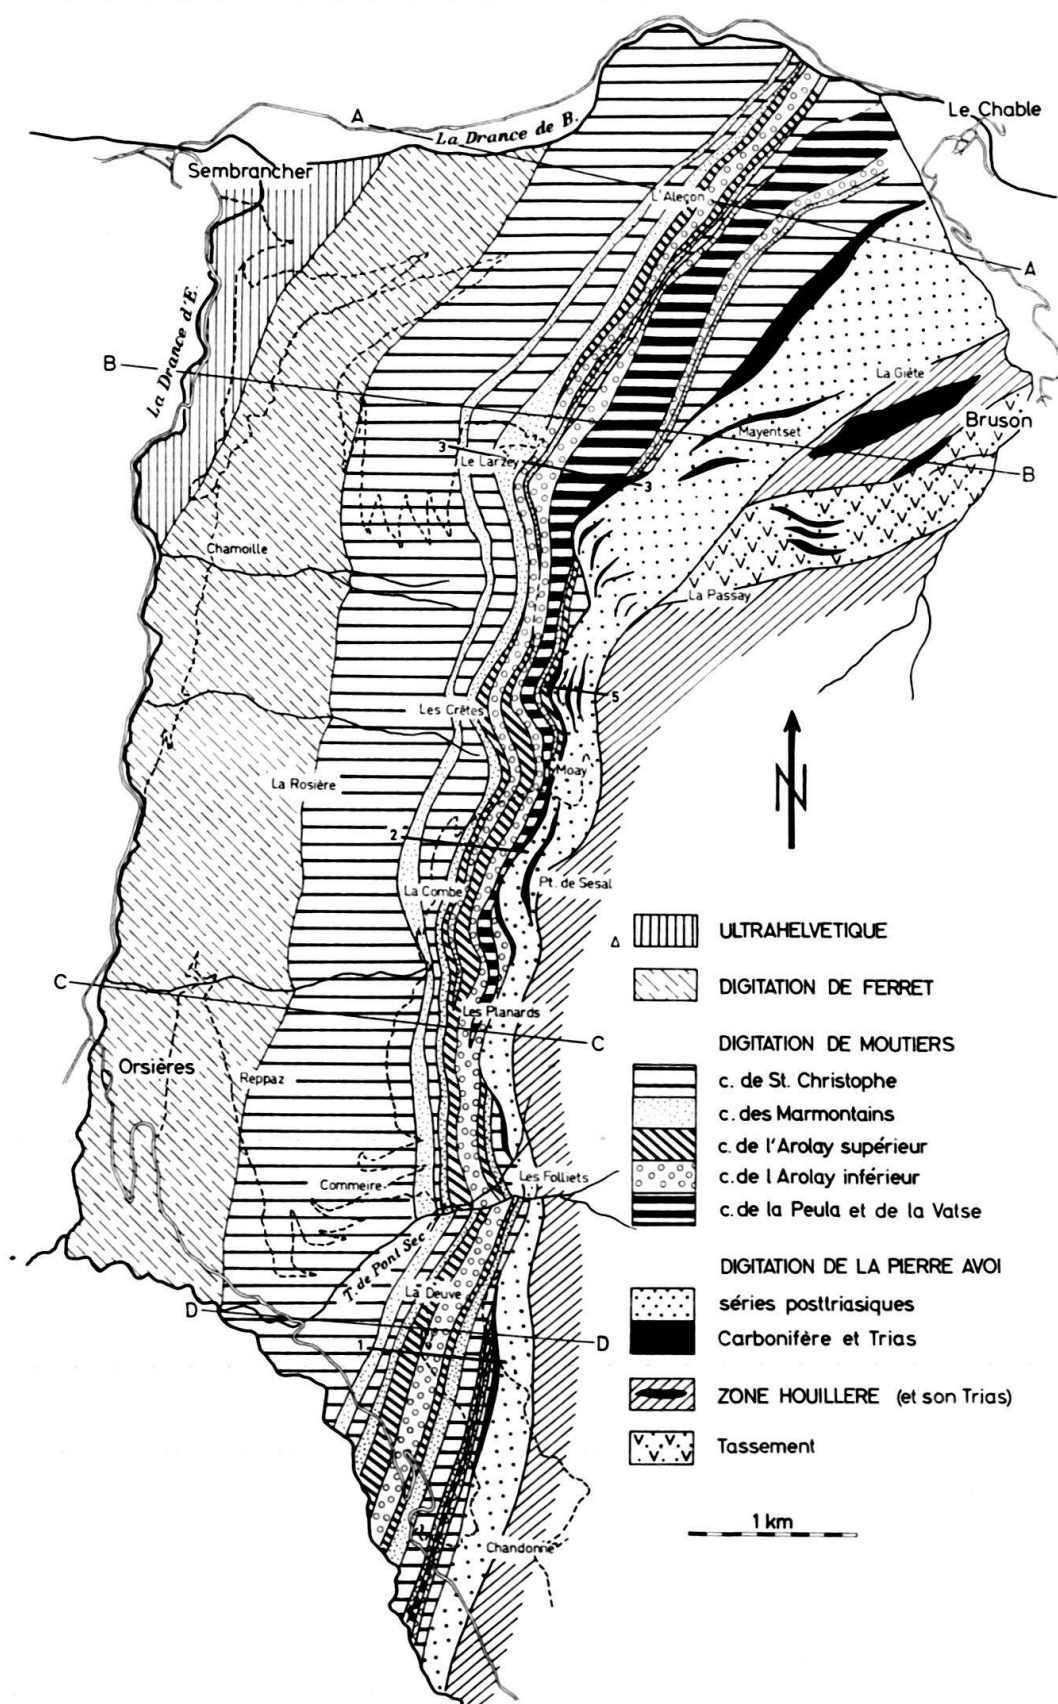 Le Chable
A
La Drance de B.
Sembrancher
L'Aleçon
A
La Drance d'E.
B
La Giète
Bruson
Mayentset
3
Le Larzey
B
3
Chamoille
La Passay
5
Les Crêtes
Moay
La Rosière
N
2
La Combe
Pt. de Sesal
ULTRAHELVETIQUE
C
DIGITATION DE FERRET
Les Planards
C
DIGITATION DE MOUTIERS
Orsières
Reppaz
c. de St. Christophe
c. des Marmontains
c. de l'Arolay supérieur
Les Folliets
c. de l Arolay inférieur
Commeire
c. de la Peula et de la Vatse
T. de Pont Sec
DIGITATION DE LA PIERRE AVOI
La Deuve
séries posttriasiques
D
D
Carbonifère et Trias
1
ZONE HOUILLERE (et son Trias)
Tassement
1 km
Chandonne